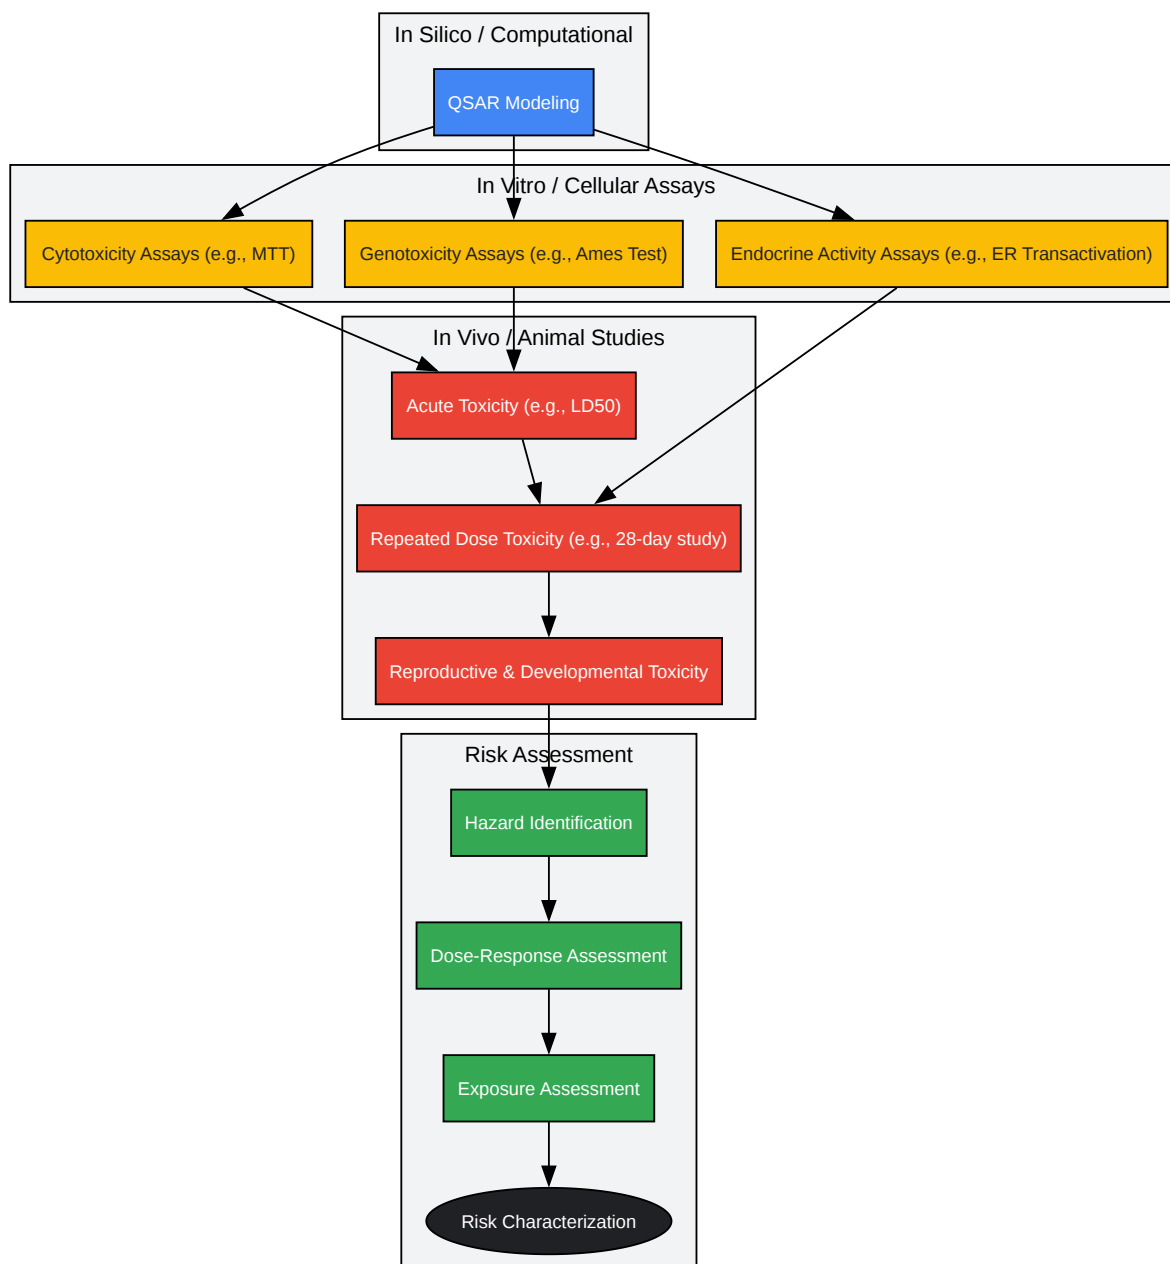 In Silico / Computational
QSAR Modeling
In Vitro / Cellular Assays
Cytotoxicity Assays (e.g., MTT)
Genotoxicity Assays (e.g., Ames Test)
Endocrine Activity Assays (e.g., ER Transactivation)
In Vivo / Animal Studies
Acute Toxicity (e.g., LD50)
Repeated Dose Toxicity (e.g., 28-day study)
Reproductive & Developmental Toxicity
Risk Assessment
Hazard Identification
Dose-Response Assessment
Exposure Assessment
Risk Characterization